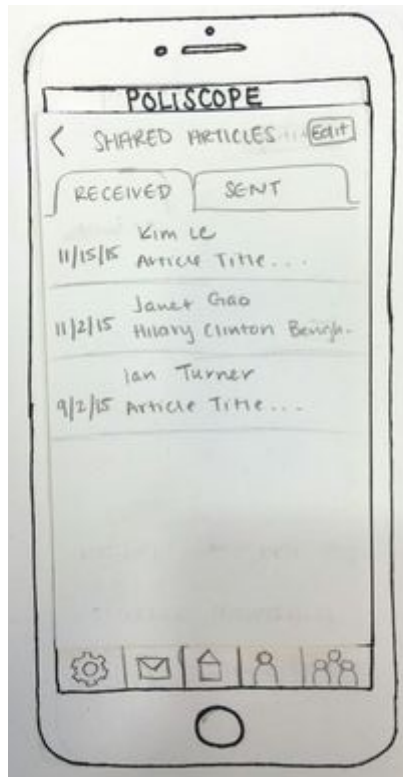 POLISCOPE
< SHARED ARTICLES Edit
RECEIVED SENT
Kim Le
11/15/15 Article Title...
Janet Gao
11/2/15 Hilary Clinton
Ian Turner
9/2/15 Article Title...